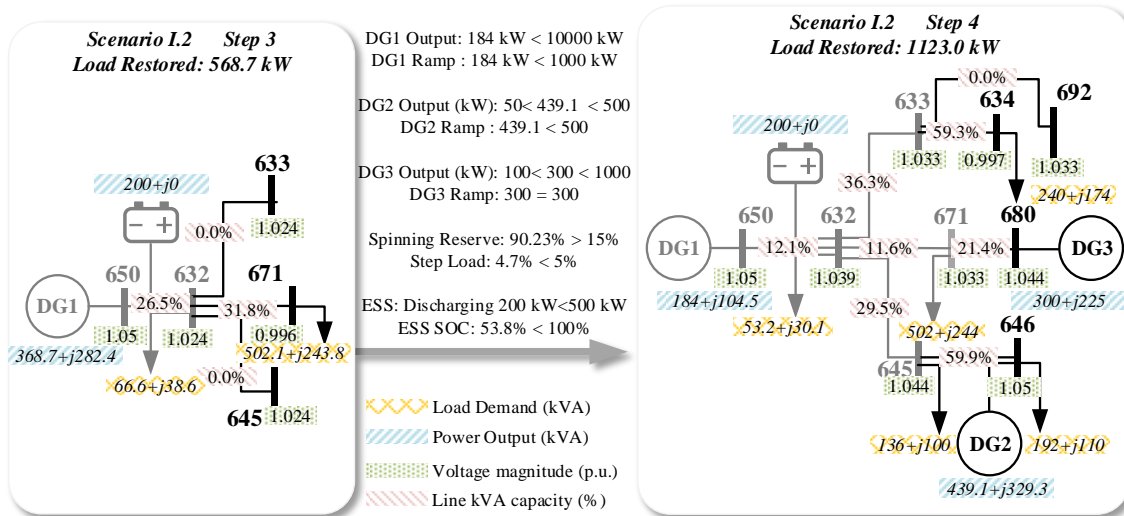 Scenario I.2 Step 3
Load Restored: 568.7 kW
200+j0
633
1.024
0.0%
650
632
671
DG1
26.5%
31.8%
1.05
1.024
0.996
368.7+j282.4
502.1+j243.8
66.6+j38.6
0.0%
645
1.024
DG1 Output: 184 kW < 10000 kW
DG1 Ramp : 184 kW < 1000 kW
DG2 Output (kW): 50< 439.1 < 500
DG2 Ramp : 439.1 < 500
DG3 Output (kW): 100< 300 < 1000
DG3 Ramp: 300 = 300
Spinning Reserve: 90.23% > 15%
Step Load: 4.7% < 5%
ESS: Discharging 200 kW<500 kW
ESS SOC: 53.8% < 100%
Load Demand (kVA)
Power Output (kVA)
Voltage magnitude (p.u.)
Line kVA capacity (%)
Scenario I.2 Step 4
Load Restored: 1123.0 kW
0.0%
633
634
692
200+j0
59.3%
1.033
0.997
1.033
36.3%
240+j174
650
632
671
680
DG1
12.1%
11.6%
21.4%
DG3
1.05
1.039
1.033
1.044
184+j104.5
300+j225
29.5%
53.2+j30.1
502+j244
646
59.9%
645
1.044
1.05
136+j100
DG2
192+j110
439.1+j329.3